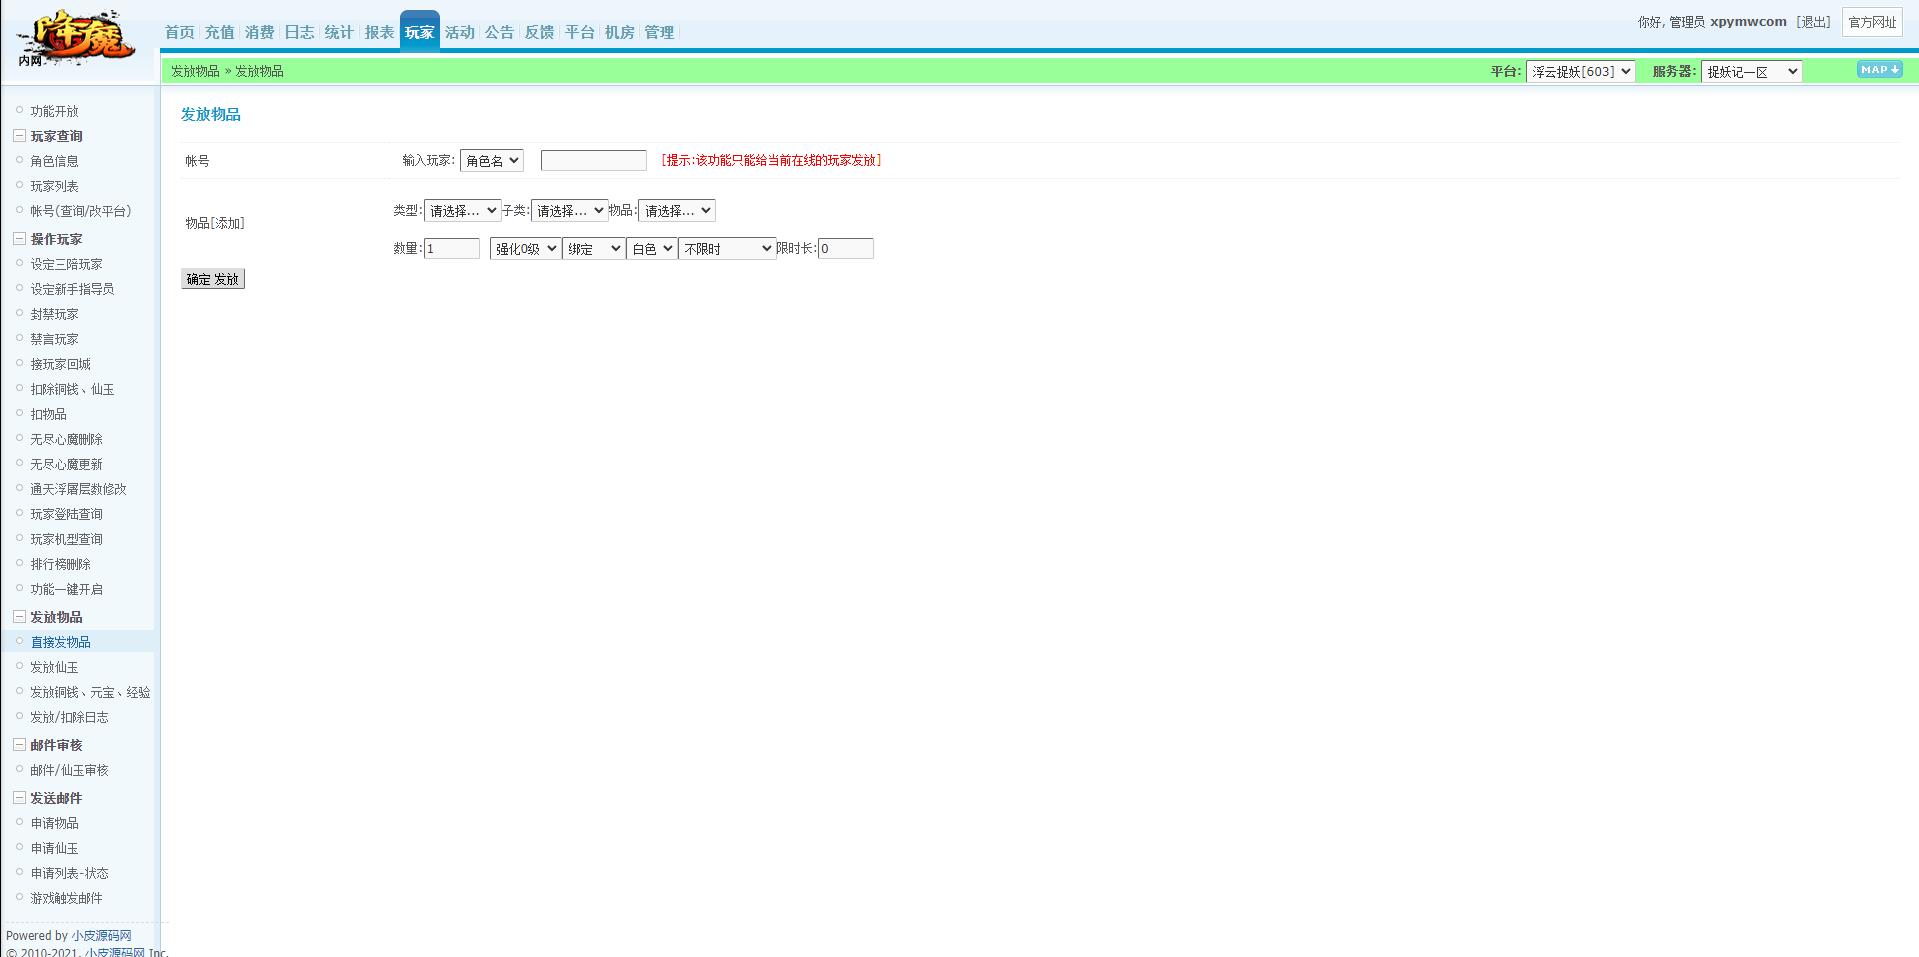 降魔
内网
首页 充值 消费 日志 统计 报表 玩家 活动 公告 反馈 平台 机房 管理
你好, 管理员 xpymwcom [退出] 官方网址
发放物品 » 发放物品
平台: 浮云捉妖[603] 服务器: 捉妖记一区 MAP
功能开放
玩家查询
角色信息
玩家列表
帐号(查询/改平台)
操作玩家
设定三陪玩家
设定新手指导员
封禁玩家
禁言玩家
接玩家回城
扣除铜钱、仙玉
扣物品
无尽心魔删除
无尽心魔更新
通天浮屠层数修改
玩家登陆查询
玩家机型查询
排行榜删除
功能一键开启
发放物品
直接发物品
发放仙玉
发放铜钱、元宝、经验
发放/扣除日志
邮件审核
邮件/仙玉审核
发送邮件
申请物品
申请仙玉
申请列表-状态
游戏触发邮件
Powered by 小皮源码网
© 2010-2021, 小皮源码网 Inc.
发放物品
帐号 输入玩家: 角色名 [提示:该功能只能给当前在线的玩家发放]
物品[添加]
类型: 请选择... 子类: 请选择... 物品: 请选择...
数量: 1 强化0级 绑定 白色 不限时 限时长: 0
确定 发放